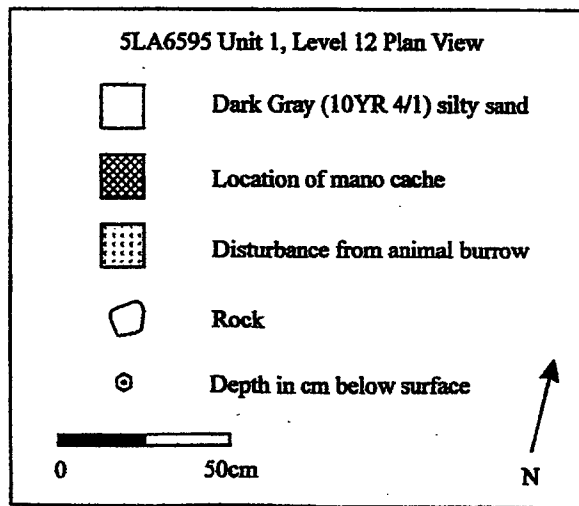 5LA6595 Unit 1, Level 12 Plan View
Dark Gray (10YR 4/1) silty sand
Location of mano cache
Disturbance from animal burrow
Rock
Depth in cm below surface
0 50cm N